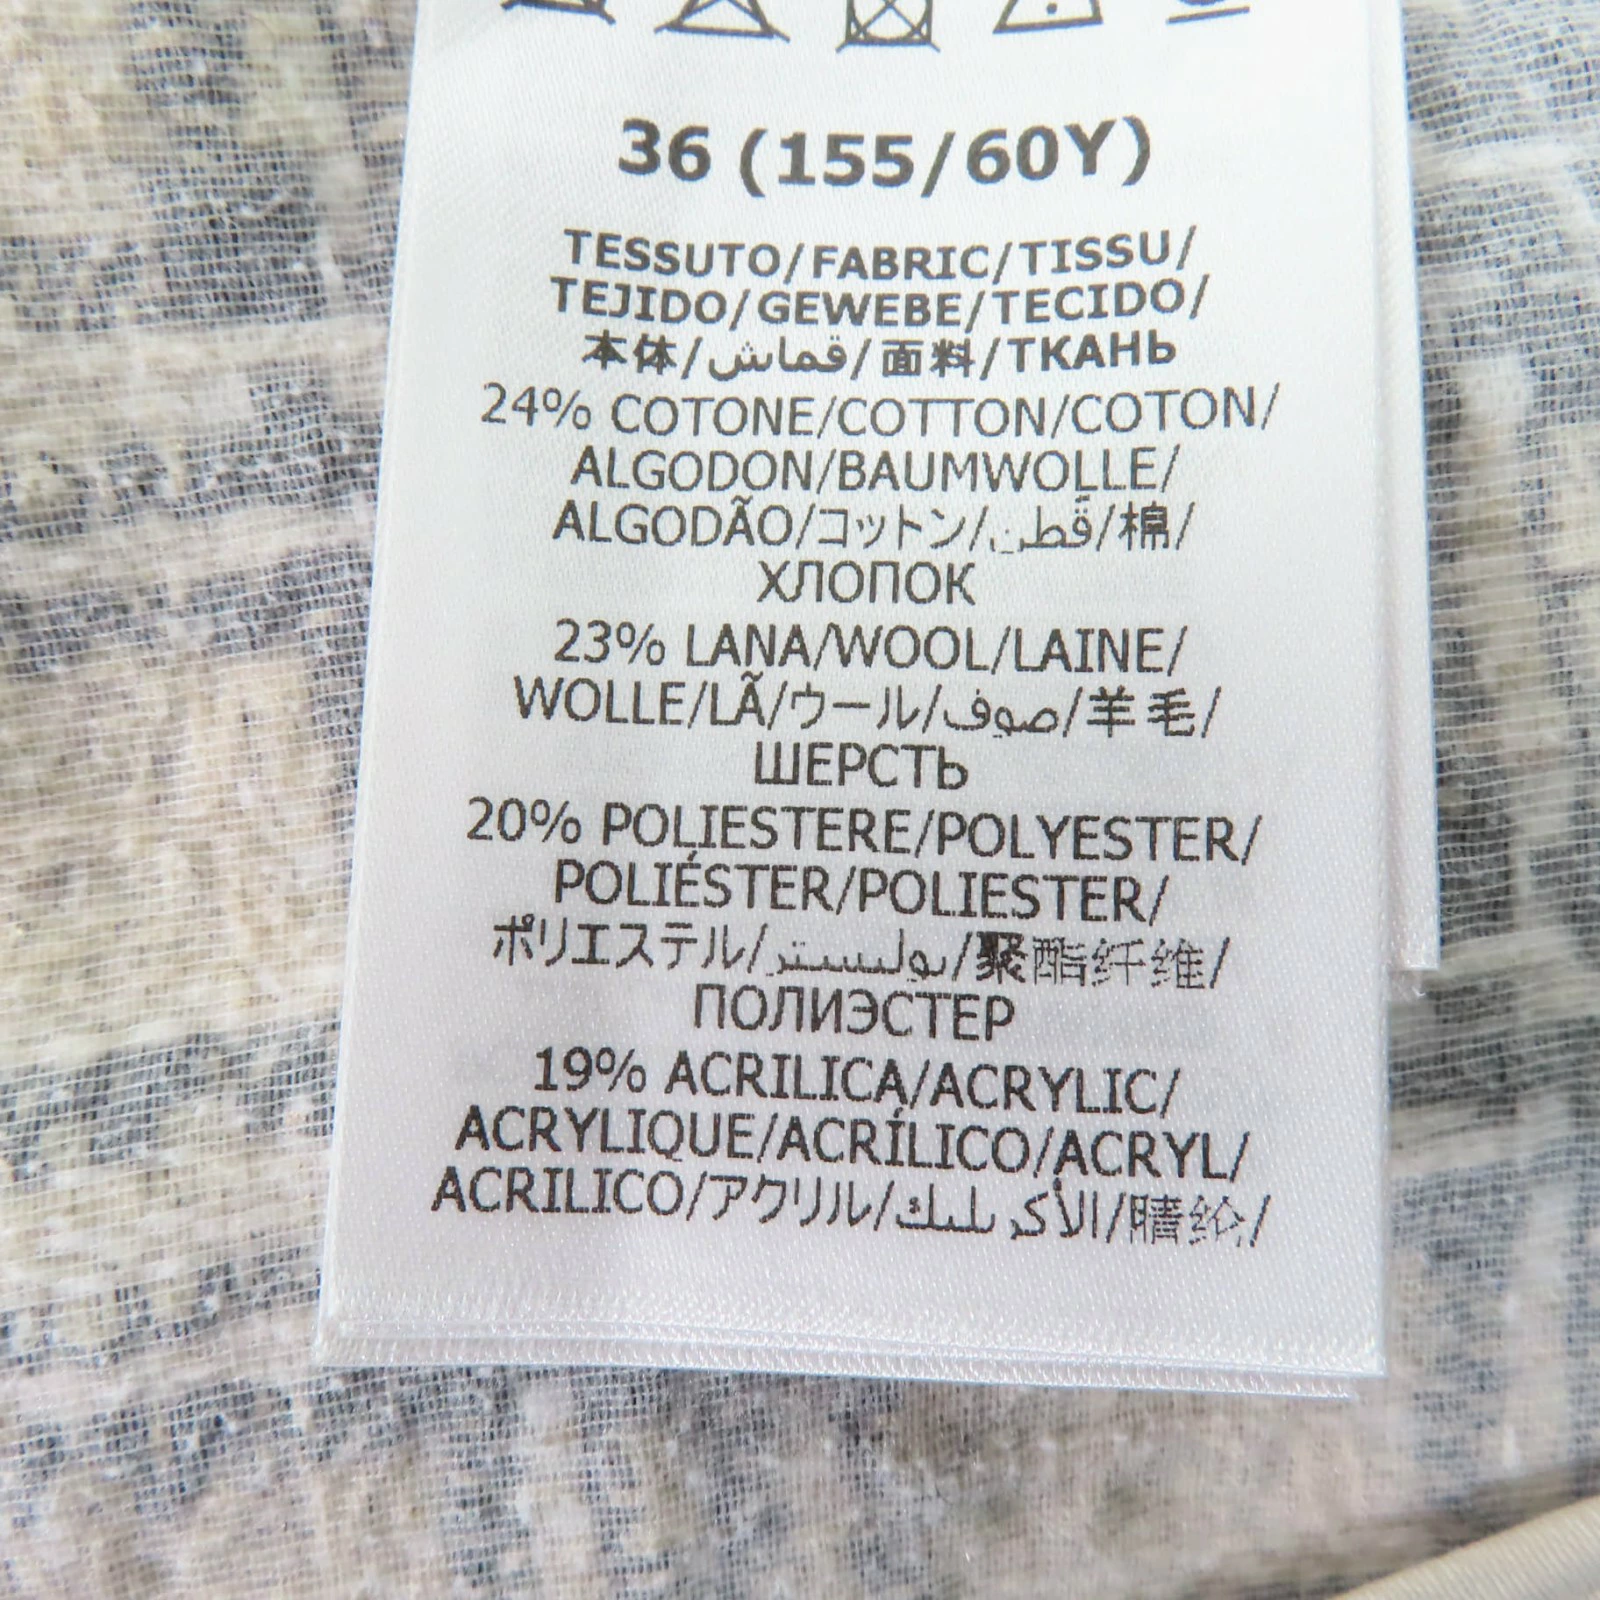 36 (155/60Y)
TESSUTO/FABRIC/TISSU/
TEJIDO/GEWEBE/TECIDO/
本体/قماش/面料/ТКАНЬ
24% COTONE/COTTON/COTON/
ALGODON/BAUMWOLLE/
ALGODÃO/コットン/قطن/棉/
ХЛОПОК
23% LANA/WOOL/LAINE/
WOLLE/LÃ/ウール/صوف/羊毛/
ШЕРСТЬ
20% POLIESTERE/POLYESTER/
POLIÉSTER/POLIESTER/
ポリエステル/بوليستر/聚酯纤维/
ПОЛИЭСТЕР
19% ACRILICA/ACRYLIC/
ACRYLIQUE/ACRÍLICO/ACRYL/
ACRILICO/アクリル/الأكريليك/腈纶/